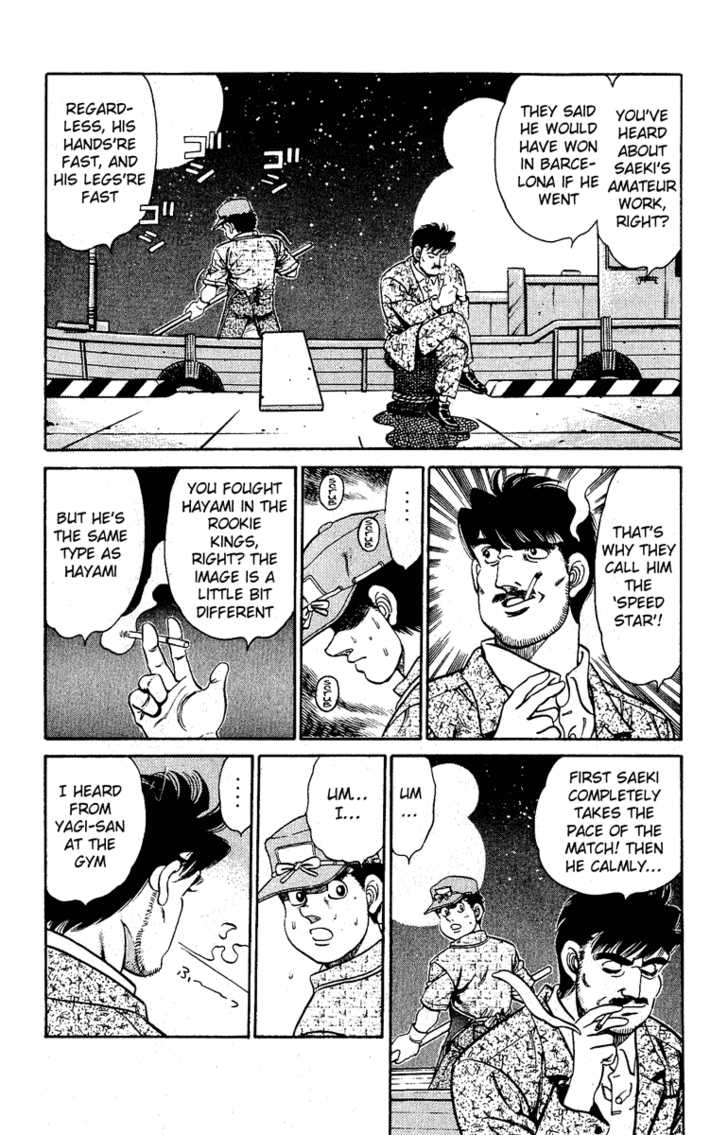 YOU'VE
HEARD
ABOUT
SAEKI'S
AMATEUR
WORK,
RIGHT?
THEY SAID
HE WOULD
HAVE WON
IN BARCE-
LONA IF HE
WENT
REGARD-
LESS, HIS
HANDS'RE
FAST, AND
HIS LEGS'RE
FAST
ゴ
ゴ
ゴ
THAT'S
WHY THEY
CALL HIM
THE
'SPEED
STAR'!
....
YOU FOUGHT
HAYAMI IN THE
ROOKIE
KINGS,
RIGHT? THE
IMAGE IS A
LITTLE BIT
DIFFERENT
BUT HE'S
THE SAME
TYPE AS
HAYAMI
FIRST SAEKI
COMPLETELY
TAKES THE
PACE OF THE
MATCH! THEN
HE CALMLY...
UM
...
UM...
I...
....
I HEARD
FROM
YAGI-SAN
AT THE
GYM